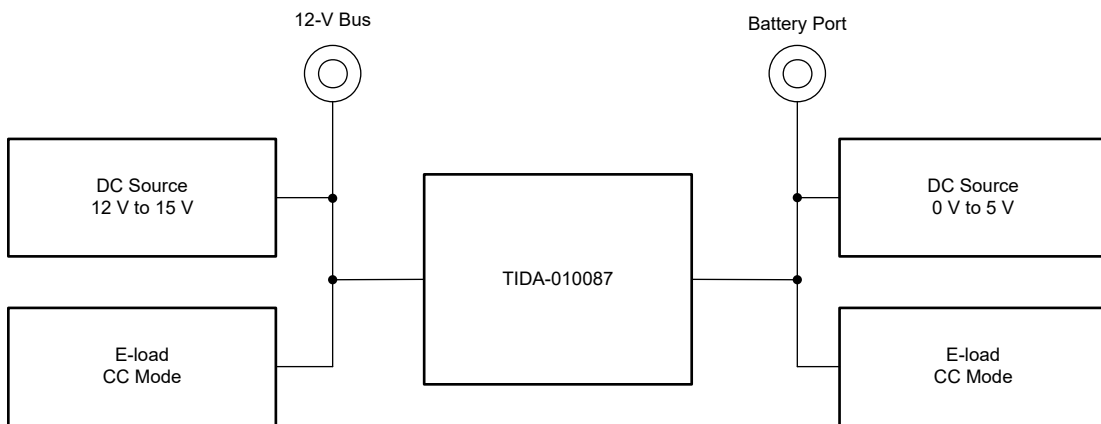 12-V Bus
Battery Port
DC Source
12 V to 15 V
TIDA-010087
DC Source
0 V to 5 V
E-load
CC Mode
E-load
CC Mode